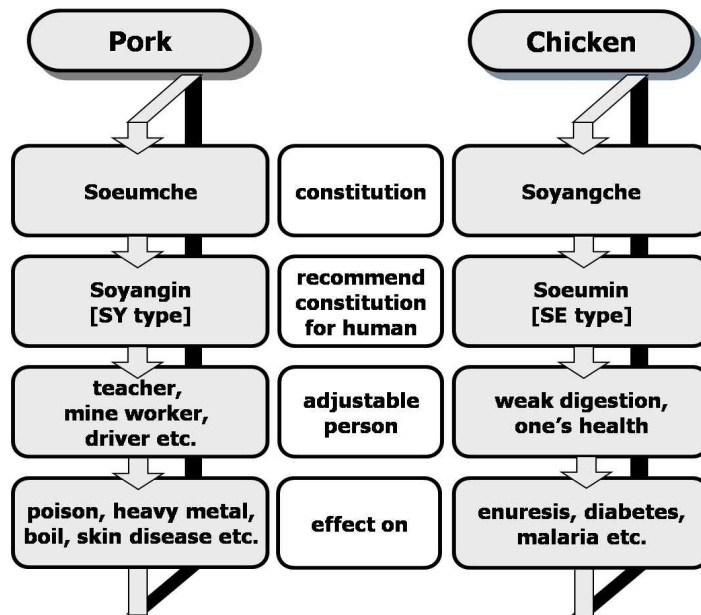 Pork
Chicken
Soeumche
constitution
Soyangche
Soyangin
[SY type]
recommend
constitution
for human
Soeumin
[SE type]
teacher,
mine worker,
driver etc.
adjustable
person
weak digestion,
one's health
poison, heavy metal,
boil, skin disease etc.
effect on
enuresis, diabetes,
malaria etc.